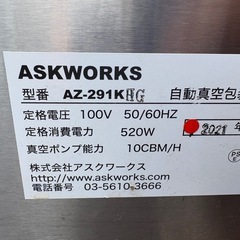 ASKWORKS
型番 AZ-291KHG 自動真空包
定格電圧 100V 50/60HZ
定格消費電力 520W 2021
真空ポンプ能力 10CBM/H
株式会社アスクワークス
http://www.askworks.com
電話番号 03-5610-3666